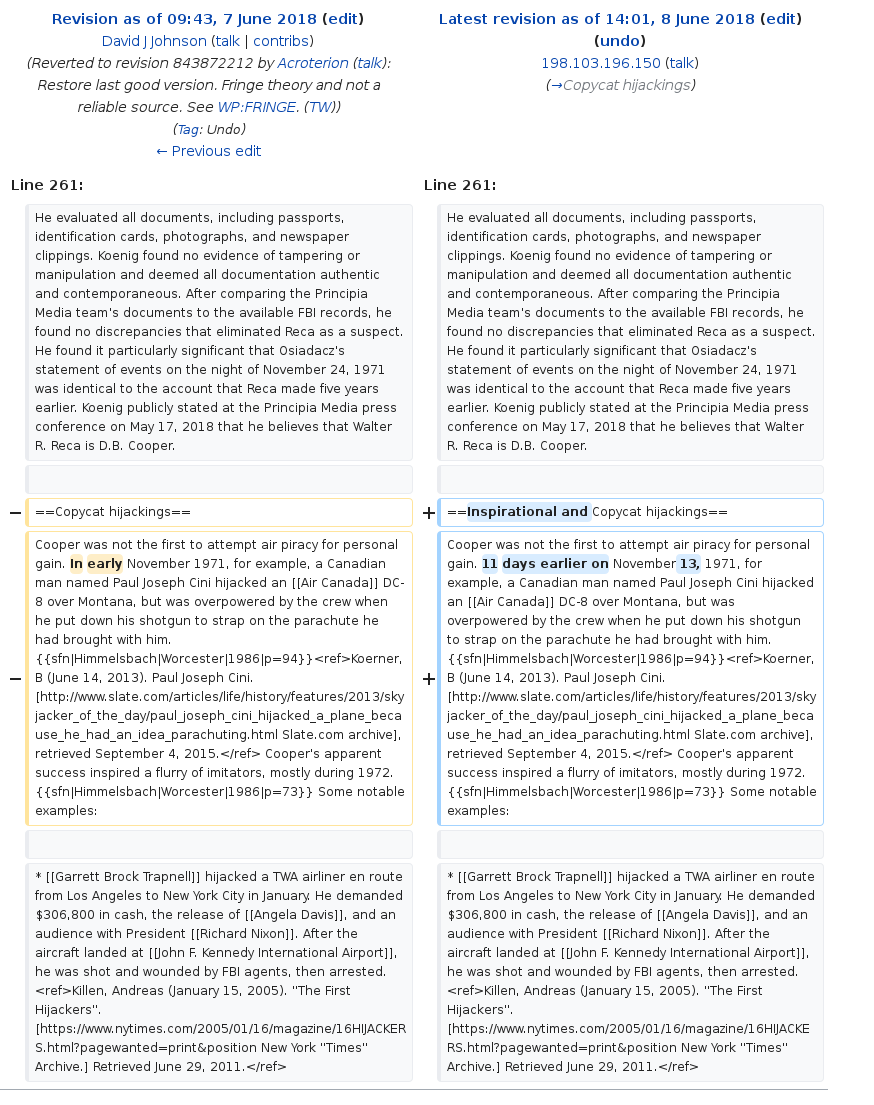 Revision as of 09:43, 7 June 2018 (edit)
David J Johnson (talk | contribs)
(Reverted to revision 843872212 by Acroterion (talk):
Restore last good version. Fringe theory and not a
reliable source. See WP:FRINGE. (TW))
(Tag: Undo)
← Previous edit
Latest revision as of 14:01, 8 June 2018 (edit)
(undo)
198.103.196.150 (talk)
(→Copycat hijackings)
Line 261:
He evaluated all documents, including passports,
identification cards, photographs, and newspaper
clippings. Koenig found no evidence of tampering or
manipulation and deemed all documentation authentic
and contemporaneous. After comparing the Principia
Media team's documents to the available FBI records, he
found no discrepancies that eliminated Reca as a suspect.
He found it particularly significant that Osiadacz's
statement of events on the night of November 24, 1971
was identical to the account that Reca made five years
earlier. Koenig publicly stated at the Principia Media press
conference on May 17, 2018 that he believes that Walter
R. Reca is D.B. Cooper.
−
==Copycat hijackings==
−
Cooper was not the first to attempt air piracy for personal
gain. In early November 1971, for example, a Canadian
man named Paul Joseph Cini hijacked an [[Air Canada]] DC-
8 over Montana, but was overpowered by the crew when
he put down his shotgun to strap on the parachute he
had brought with him.
{{sfn|Himmelsbach|Worcester|1986|p=94}}<ref>Koerner,
B (June 14, 2013). Paul Joseph Cini.
[http://www.slate.com/articles/life/history/features/2013/sky
jacker_of_the_day/paul_joseph_cini_hijacked_a_plane_beca
use_he_had_an_idea_parachuting.html Slate.com archive],
retrieved September 4, 2015.</ref> Cooper's apparent
success inspired a flurry of imitators, mostly during 1972.
{{sfn|Himmelsbach|Worcester|1986|p=73}} Some notable
examples:
* [[Garrett Brock Trapnell]] hijacked a TWA airliner en route
from Los Angeles to New York City in January. He demanded
$306,800 in cash, the release of [[Angela Davis]], and an
audience with President [[Richard Nixon]]. After the
aircraft landed at [[John F. Kennedy International Airport]],
he was shot and wounded by FBI agents, then arrested.
<ref>Killen, Andreas (January 15, 2005). "The First
Hijackers".
[https://www.nytimes.com/2005/01/16/magazine/16HIJACKER
S.html?pagewanted=print&position New York ''Times''
Archive.] Retrieved June 29, 2011.</ref>
Line 261:
He evaluated all documents, including passports,
identification cards, photographs, and newspaper
clippings. Koenig found no evidence of tampering or
manipulation and deemed all documentation authentic
and contemporaneous. After comparing the Principia
Media team's documents to the available FBI records, he
found no discrepancies that eliminated Reca as a suspect.
He found it particularly significant that Osiadacz's
statement of events on the night of November 24, 1971
was identical to the account that Reca made five years
earlier. Koenig publicly stated at the Principia Media press
conference on May 17, 2018 that he believes that Walter
R. Reca is D.B. Cooper.
+
==Inspirational and Copycat hijackings==
+
Cooper was not the first to attempt air piracy for personal
gain. 11 days earlier on November 13, 1971, for
example, a Canadian man named Paul Joseph Cini hijacked
an [[Air Canada]] DC-8 over Montana, but was
overpowered by the crew when he put down his shotgun
to strap on the parachute he had brought with him.
{{sfn|Himmelsbach|Worcester|1986|p=94}}<ref>Koerner,
B (June 14, 2013). Paul Joseph Cini.
[http://www.slate.com/articles/life/history/features/2013/sky
jacker_of_the_day/paul_joseph_cini_hijacked_a_plane_beca
use_he_had_an_idea_parachuting.html Slate.com archive],
retrieved September 4, 2015.</ref> Cooper's apparent
success inspired a flurry of imitators, mostly during 1972.
{{sfn|Himmelsbach|Worcester|1986|p=73}} Some notable
examples:
* [[Garrett Brock Trapnell]] hijacked a TWA airliner en route
from Los Angeles to New York City in January. He demanded
$306,800 in cash, the release of [[Angela Davis]], and an
audience with President [[Richard Nixon]]. After the
aircraft landed at [[John F. Kennedy International Airport]],
he was shot and wounded by FBI agents, then arrested.
<ref>Killen, Andreas (January 15, 2005). "The First
Hijackers".
[https://www.nytimes.com/2005/01/16/magazine/16HIJACKE
RS.html?pagewanted=print&position New York ''Times''
Archive.] Retrieved June 29, 2011.</ref>